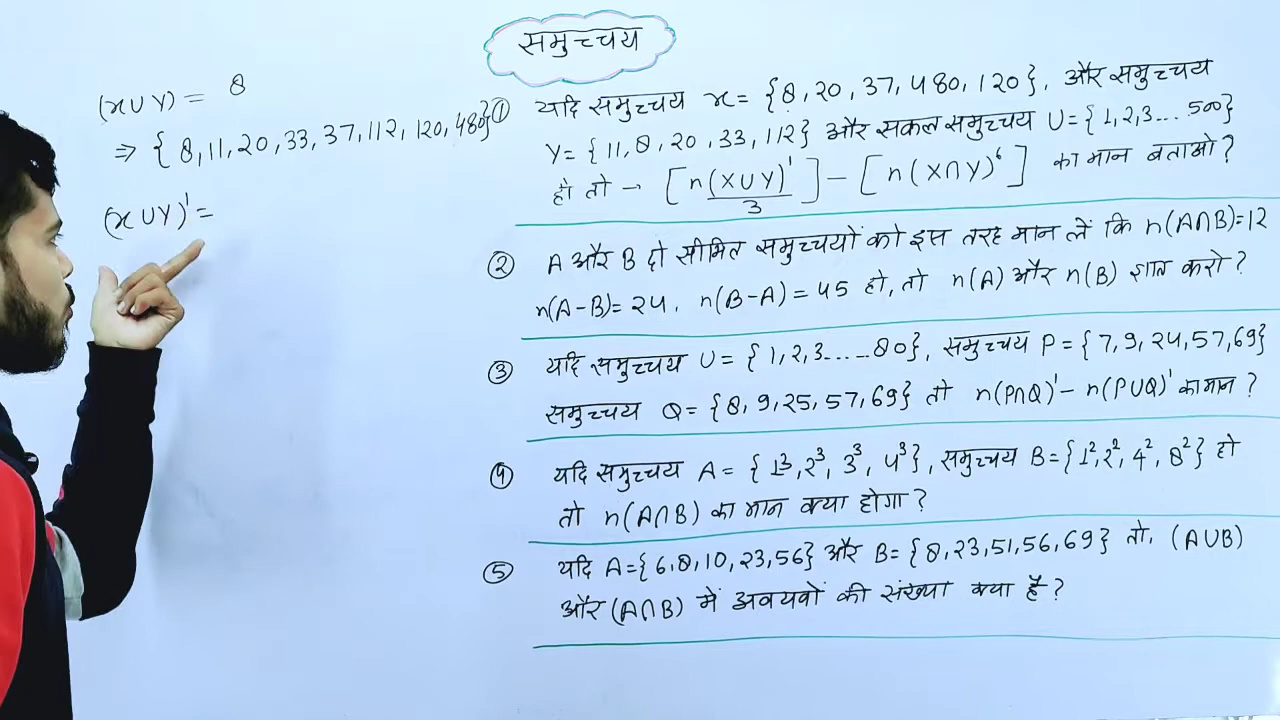 समुच्चय
(x∪Y) = 8
⇒ {8, 11, 20, 33, 37, 112, 120, 480}
(x∪Y)' =
① यदि समुच्चय x = {8, 20, 37, 480, 120}, और समुच्चय
Y = {11, 8, 20, 33, 112} और सकल समुच्चय U = {1, 2, 3... 500}
हो तो → [n(X∪Y)'/3] - [n(X∩Y)⁶] का मान बताओ?
② A और B दो सीमित समुच्चयों को इस तरह मान लें कि n(A∩B)=12
n(A-B)= 24, n(B-A) = 45 हो, तो n(A) और n(B) ज्ञात करो?
③ यदि समुच्चय U = {1, 2, 3.....80}, समुच्चय P = {7, 9, 24, 57, 69}
समुच्चय Q = {8, 9, 25, 57, 69} तो n(P∩Q)' - n(P∪Q)' का मान?
④ यदि समुच्चय A = {1³, 2³, 3³, 4³}, समुच्चय B = {1², 2², 4², 8²} हो
तो n(A∩B) का मान क्या होगा?
⑤ यदि A={6, 8, 10, 23, 56} और B= {8, 23, 51, 56, 69} तो, (A∪B)
और (A∩B) में अवयवों की संख्या क्या है?